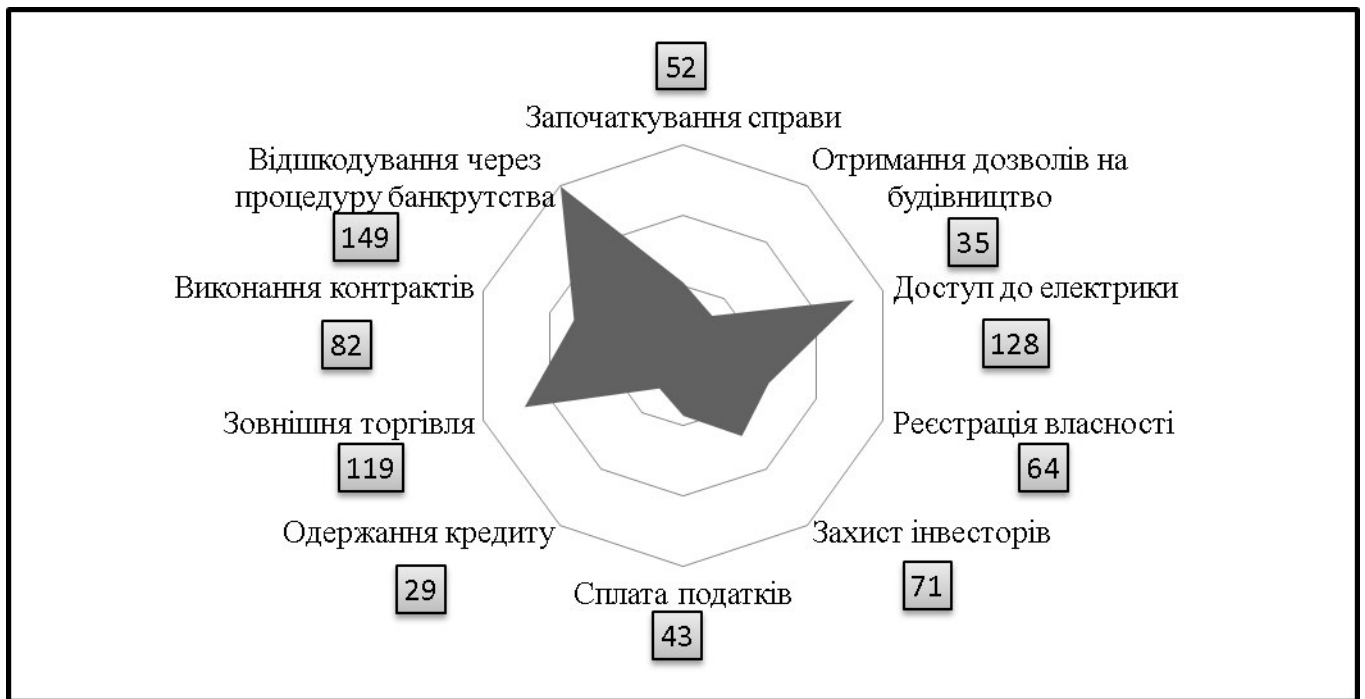 52
Започаткування справи
Отримання дозволів на
будівництво
35
Доступ до електрики
128
Реєстрація власності
64
Захист інвесторів
71
Сплата податків
43
Одержання кредиту
29
Зовнішня торгівля
119
Виконання контрактів
82
Відшкодування через
процедуру банкрутства
149